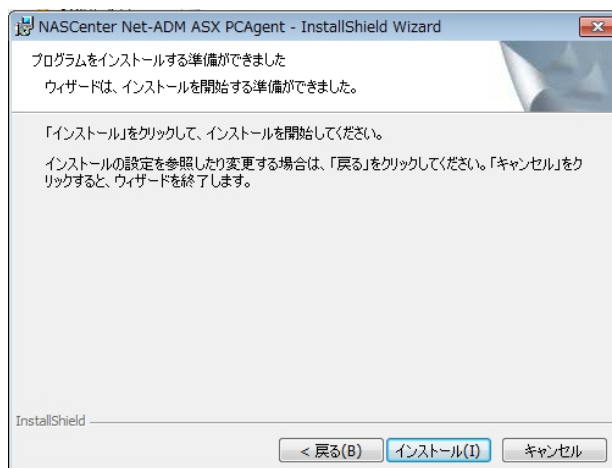 NASCenter Net-ADM ASX PCAgent - InstallShield Wizard
プログラムをインストールする準備ができました
ウィザードは、インストールを開始する準備ができました。
「インストール」をクリックして、インストールを開始してください。
インストールの設定を参照したり変更する場合は、「戻る」をクリックしてください。「キャンセル」をク
リックすると、ウィザードを終了します。
InstallShield
< 戻る(B)
インストール(I)
キャンセル